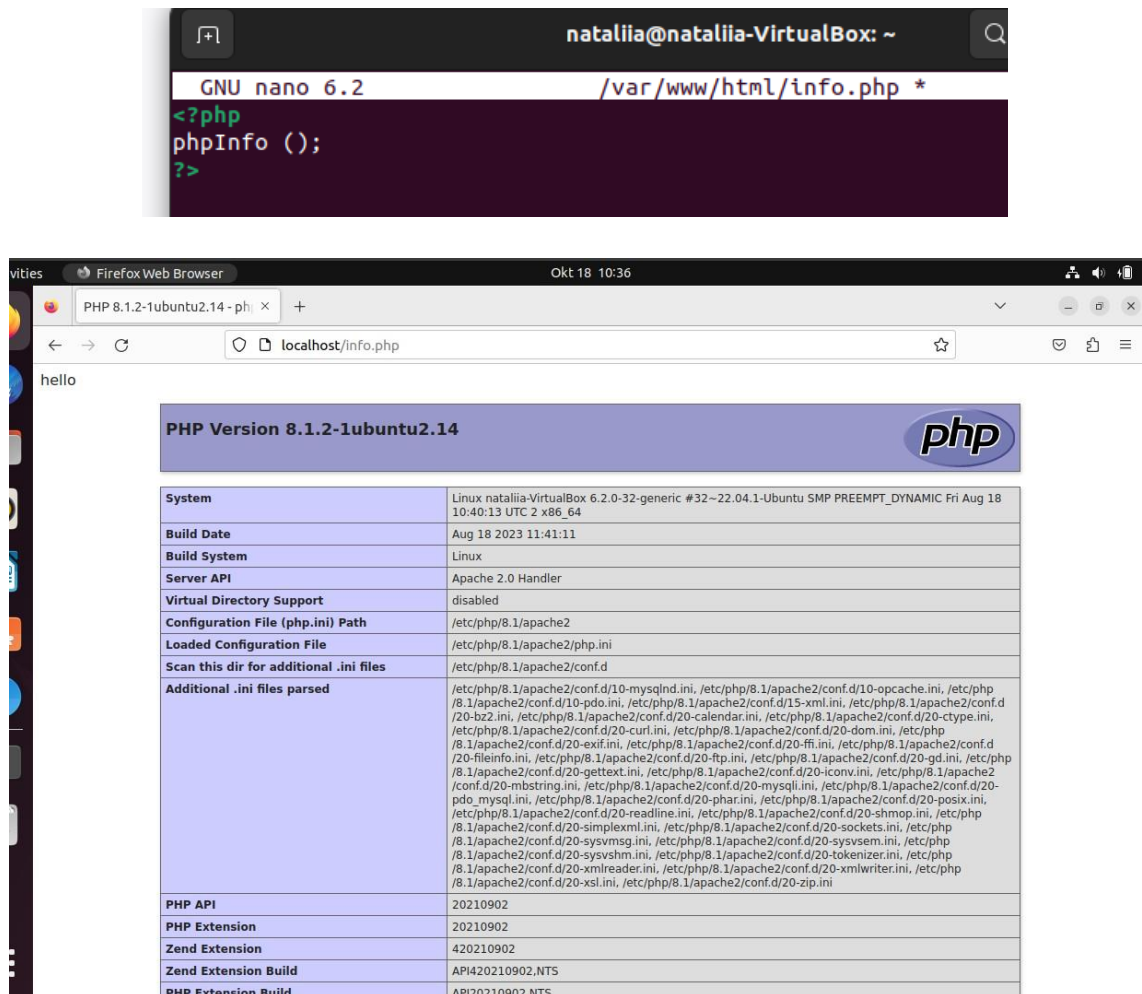 nataliia@nataliia-VirtualBox: ~
GNU nano 6.2 /var/www/html/info.php *
<?php
phpInfo ();
?>
vities Firefox Web Browser Okt 18 10:36
PHP 8.1.2-1ubuntu2.14 - ph
localhost/info.php
hello
PHP Version 8.1.2-1ubuntu2.14
php
System Linux nataliia-VirtualBox 6.2.0-32-generic #32~22.04.1-Ubuntu SMP PREEMPT_DYNAMIC Fri Aug 18
10:40:13 UTC 2 x86_64
Build Date Aug 18 2023 11:41:11
Build System Linux
Server API Apache 2.0 Handler
Virtual Directory Support disabled
Configuration File (php.ini) Path /etc/php/8.1/apache2
Loaded Configuration File /etc/php/8.1/apache2/php.ini
Scan this dir for additional .ini files /etc/php/8.1/apache2/conf.d
Additional .ini files parsed /etc/php/8.1/apache2/conf.d/10-mysqlnd.ini, /etc/php/8.1/apache2/conf.d/10-opcache.ini, /etc/php
/8.1/apache2/conf.d/10-pdo.ini, /etc/php/8.1/apache2/conf.d/15-xml.ini, /etc/php/8.1/apache2/conf.d
/20-bz2.ini, /etc/php/8.1/apache2/conf.d/20-calendar.ini, /etc/php/8.1/apache2/conf.d/20-ctype.ini,
/etc/php/8.1/apache2/conf.d/20-curl.ini, /etc/php/8.1/apache2/conf.d/20-dom.ini, /etc/php
/8.1/apache2/conf.d/20-exif.ini, /etc/php/8.1/apache2/conf.d/20-ffi.ini, /etc/php/8.1/apache2/conf.d
/20-fileinfo.ini, /etc/php/8.1/apache2/conf.d/20-ftp.ini, /etc/php/8.1/apache2/conf.d/20-gd.ini, /etc/php
/8.1/apache2/conf.d/20-gettext.ini, /etc/php/8.1/apache2/conf.d/20-iconv.ini, /etc/php/8.1/apache2
/conf.d/20-mbstring.ini, /etc/php/8.1/apache2/conf.d/20-mysqli.ini, /etc/php/8.1/apache2/conf.d/20-
pdo_mysql.ini, /etc/php/8.1/apache2/conf.d/20-phar.ini, /etc/php/8.1/apache2/conf.d/20-posix.ini,
/etc/php/8.1/apache2/conf.d/20-readline.ini, /etc/php/8.1/apache2/conf.d/20-shmop.ini, /etc/php
/8.1/apache2/conf.d/20-simplexml.ini, /etc/php/8.1/apache2/conf.d/20-sockets.ini, /etc/php
/8.1/apache2/conf.d/20-sysvmsg.ini, /etc/php/8.1/apache2/conf.d/20-sysvsem.ini, /etc/php
/8.1/apache2/conf.d/20-sysvshm.ini, /etc/php/8.1/apache2/conf.d/20-tokenizer.ini, /etc/php
/8.1/apache2/conf.d/20-xmlreader.ini, /etc/php/8.1/apache2/conf.d/20-xmlwriter.ini, /etc/php
/8.1/apache2/conf.d/20-xsl.ini, /etc/php/8.1/apache2/conf.d/20-zip.ini
PHP API 20210902
PHP Extension 20210902
Zend Extension 420210902
Zend Extension Build API420210902,NTS
PHP Extension Build API20210902,NTS